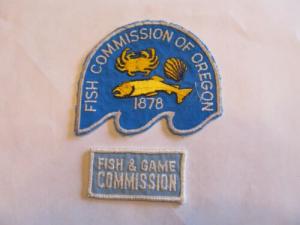 FISH COMMISSION OF OREGON
1878
FISH & GAME
COMMISSION